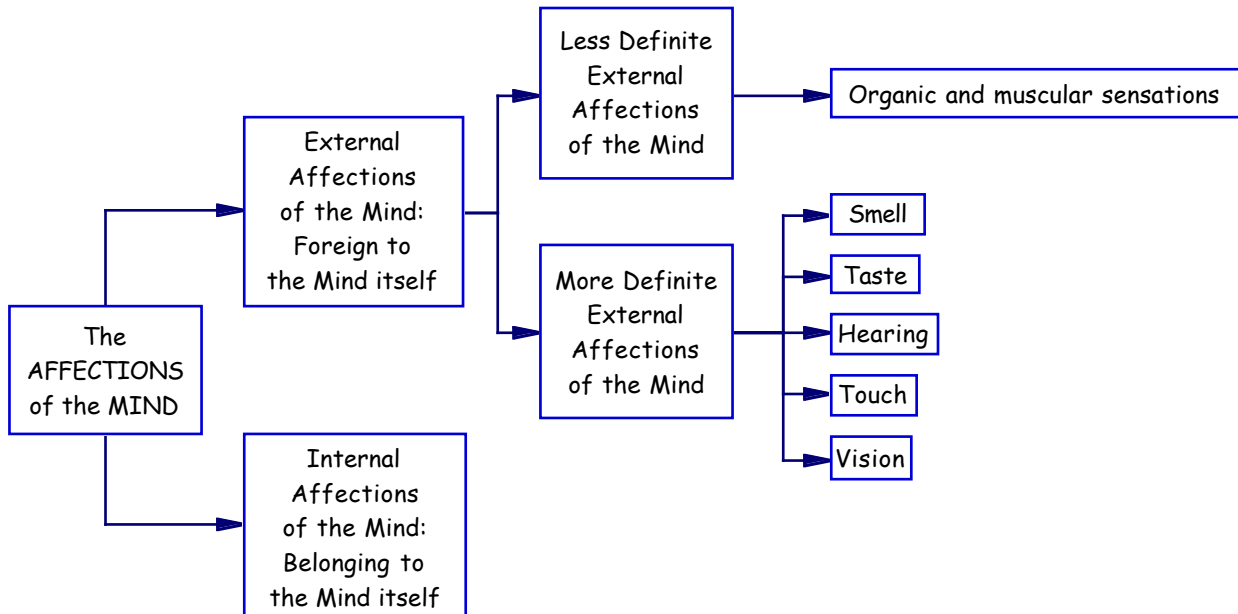 The
AFFECTIONS
of the MIND
External
Affections
of the Mind:
Foreign to
the Mind itself
Less Definite
External
Affections
of the Mind
Organic and muscular sensations
More Definite
External
Affections
of the Mind
Smell
Taste
Hearing
Touch
Vision
Internal
Affections
of the Mind:
Belonging to
the Mind itself